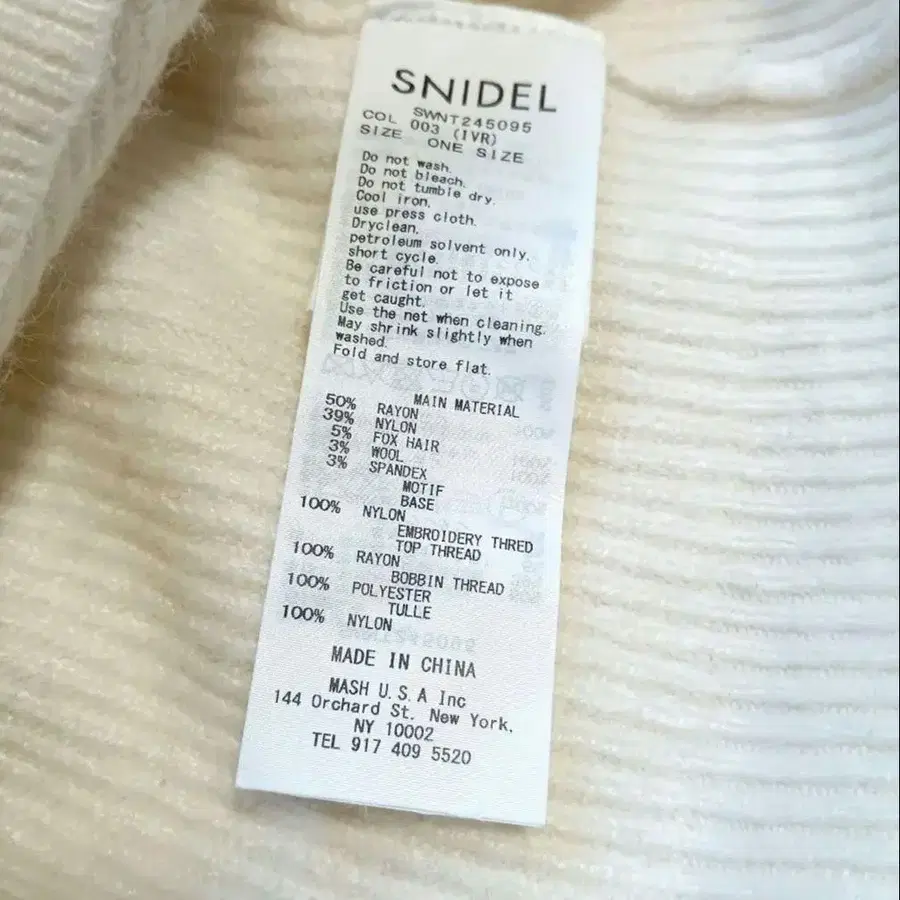 SNIDEL
SWNT245095
COL 003 (IVR)
SIZE ONE SIZE
Do not wash.
Do not bleach.
Do not tumble dry.
Cool iron.
use press cloth.
Dryclean.
petroleum solvent only.
short cycle.
Be careful not to expose
to friction or let it
get caught.
Use the net when cleaning.
May shrink slightly when
washed.
Fold and store flat.
MAIN MATERIAL
50% RAYON
39% NYLON
5% FOX HAIR
3% WOOL
3% SPANDEX
MOTIF
BASE
100% NYLON
EMBROIDERY THRED
TOP THREAD
100% RAYON
BOBBIN THREAD
100% POLYESTER
TULLE
100% NYLON
MADE IN CHINA
MASH U.S.A Inc
144 Orchard St. New York.
NY 10002
TEL 917 409 5520